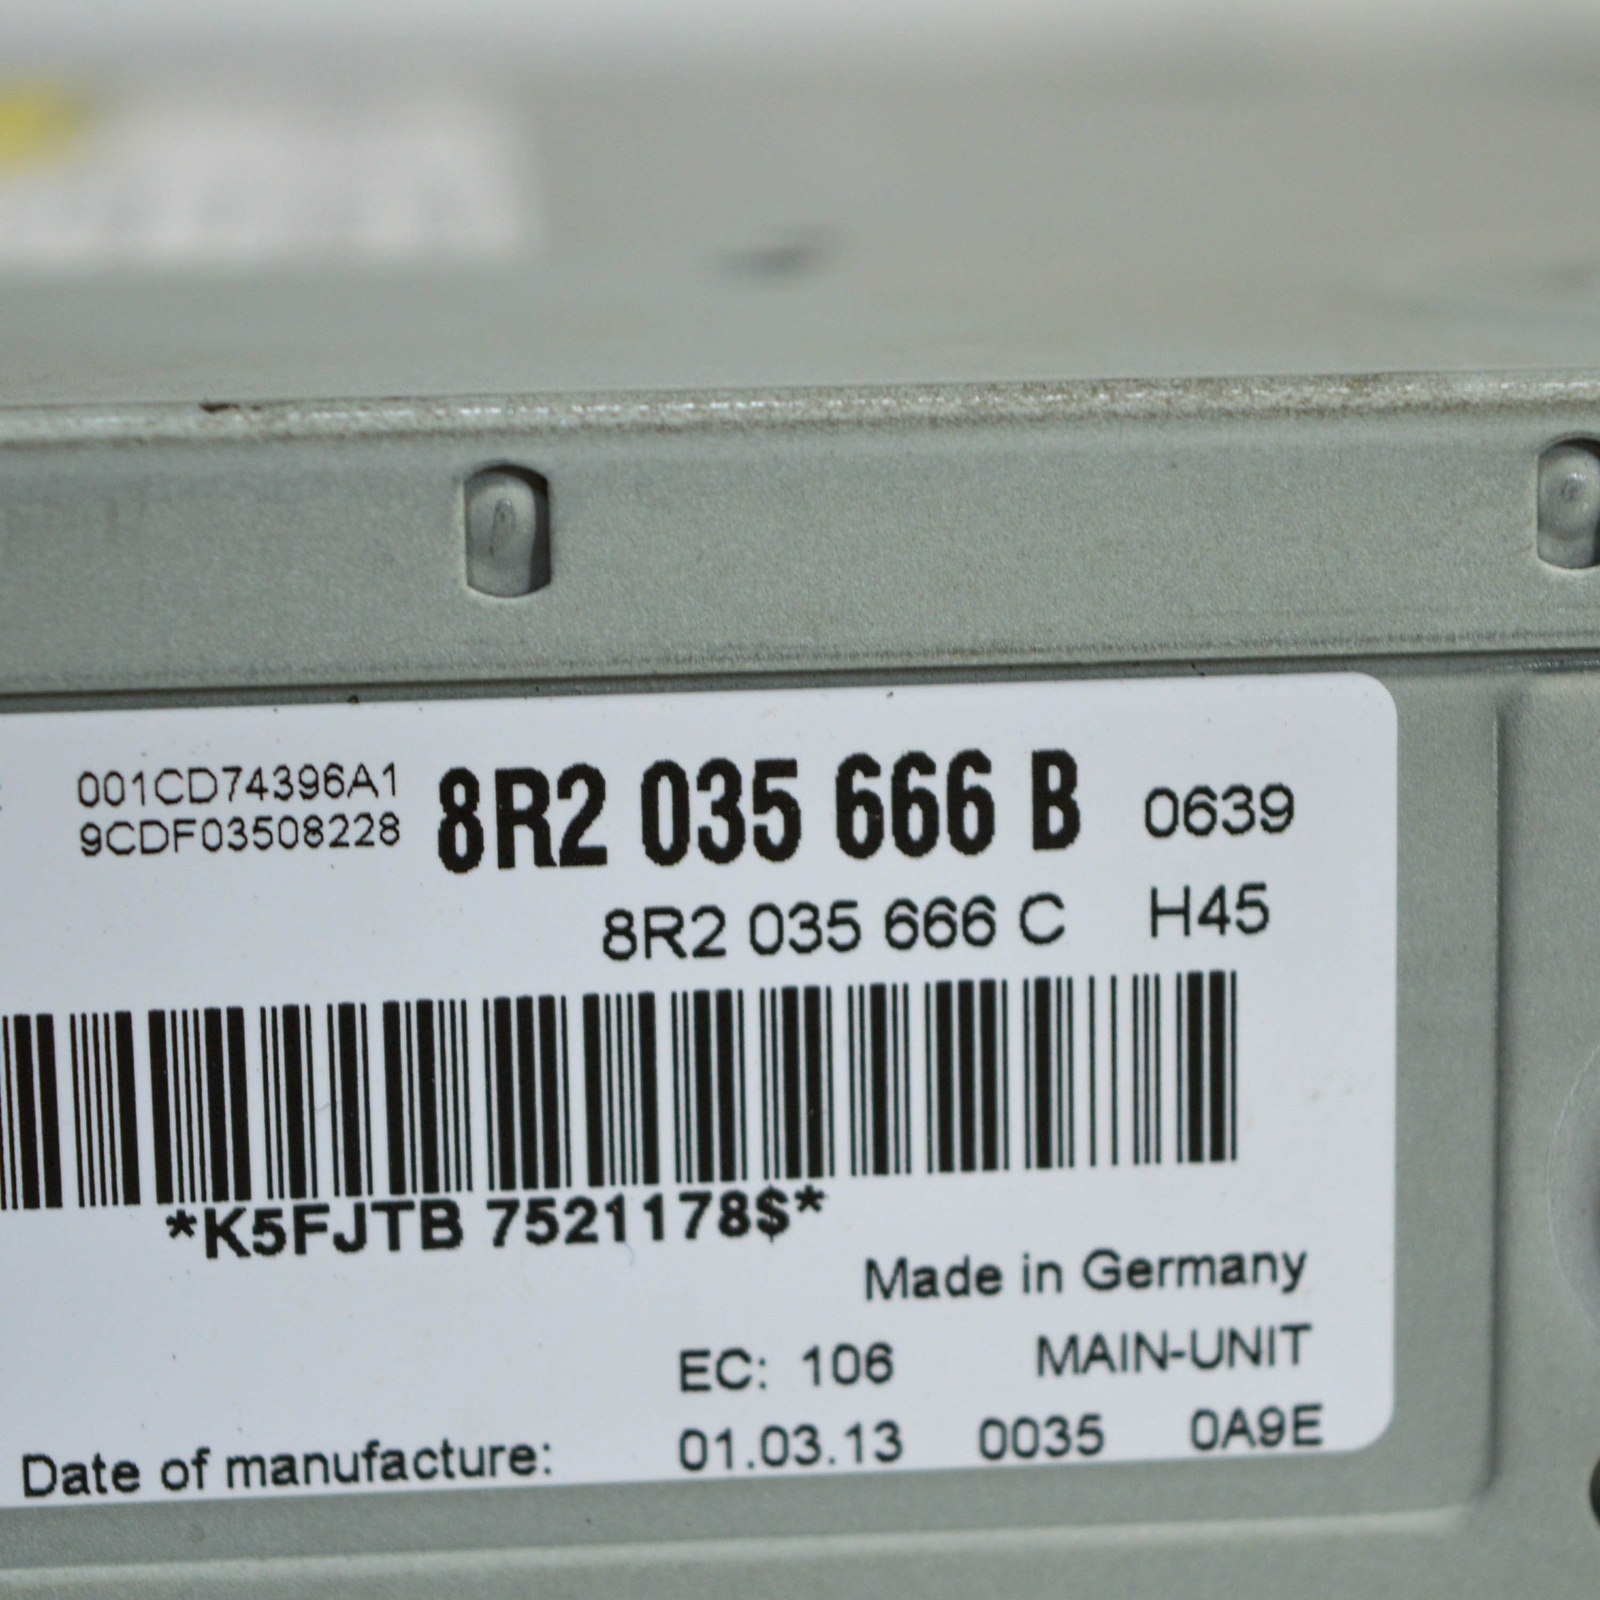 001CD74396A1 8R2 035 666 B 0639
9CDF03508228
8R2 035 666 C H45
*K5FJTB 7521178$*
Made in Germany
EC: 106 MAIN-UNIT
Date of manufacture: 01.03.13 0035 0A9E